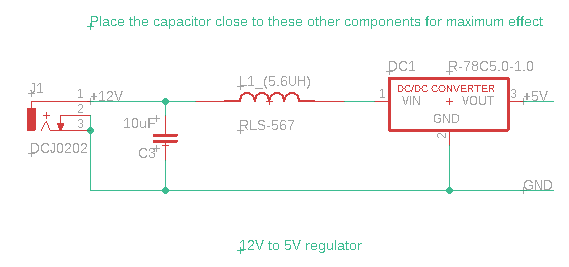 Place the capacitor close to these other components for maximum effect
DC1 R-78C5.0-1.0
L1_(5.6UH)
J1 1 +12V
DC/DC CONVERTER
1 VIN VOUT 3 +5V
2
3
10uF
GND
RLS-567
2
DCJ0202
C3
GND
12V to 5V regulator